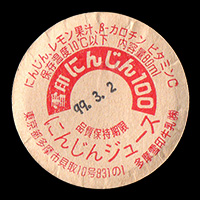 にんじん、レモン果汁、β-カロチン、ビタミンC
保存温度10℃以下 内容量80ml
雪印にんじん100
99.3.2
品質保持期限
にんじんジュース
多摩雪印牛乳㈱
東京都多摩市貝取10号831の1